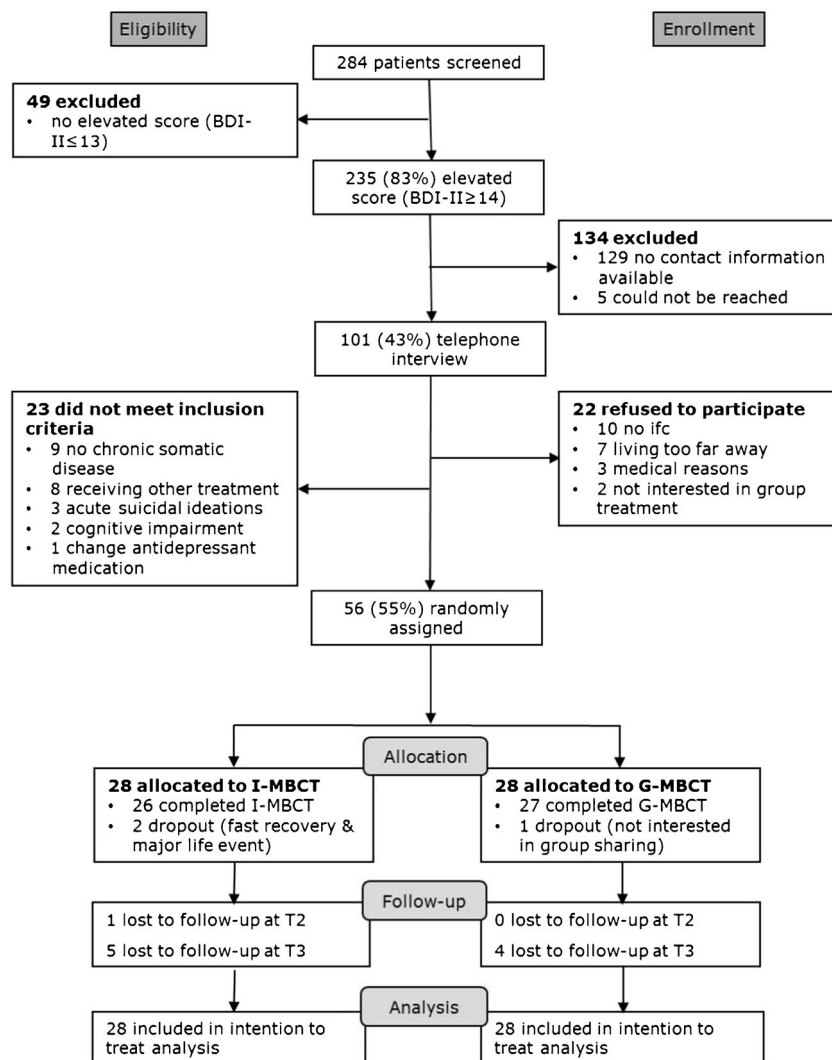 Eligibility
Enrollment
284 patients screened
49 excluded
• no elevated score (BDI-
II≤13)
235 (83%) elevated
score (BDI-II≥14)
134 excluded
• 129 no contact information
available
• 5 could not be reached
101 (43%) telephone
interview
23 did not meet inclusion
criteria
• 9 no chronic somatic
disease
• 8 receiving other treatment
• 3 acute suicidal ideations
• 2 cognitive impairment
• 1 change antidepressant
medication
22 refused to participate
• 10 no ifc
• 7 living too far away
• 3 medical reasons
• 2 not interested in group
treatment
56 (55%) randomly
assigned
Allocation
28 allocated to I-MBCT
• 26 completed I-MBCT
• 2 dropout (fast recovery &
major life event)
28 allocated to G-MBCT
• 27 completed G-MBCT
• 1 dropout (not interested
in group sharing)
Follow-up
1 lost to follow-up at T2
5 lost to follow-up at T3
0 lost to follow-up at T2
4 lost to follow-up at T3
Analysis
28 included in intention to
treat analysis
28 included in intention to
treat analysis